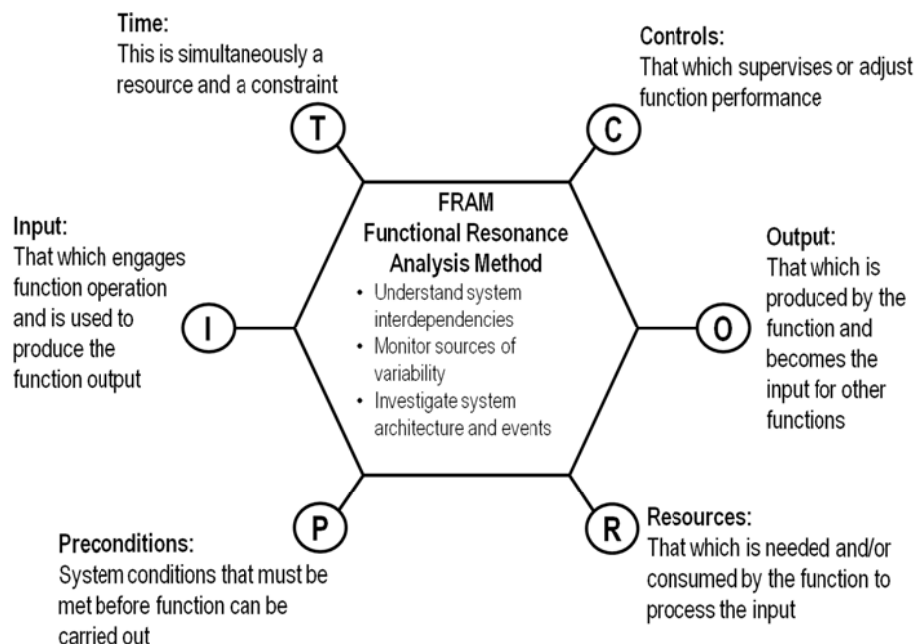 Time:
This is simultaneously a
resource and a constraint
T
Controls:
That which supervises or adjust
function performance
C
Input:
That which engages
function operation
and is used to
produce the
function output
I
FRAM
Functional Resonance
Analysis Method
• Understand system
interdependencies
• Monitor sources of
variability
• Investigate system
architecture and events
O
Output:
That which is
produced by the
function and
becomes the
input for other
functions
P
Preconditions:
System conditions that must be
met before function can be
carried out
R
Resources:
That which is needed and/or
consumed by the function to
process the input